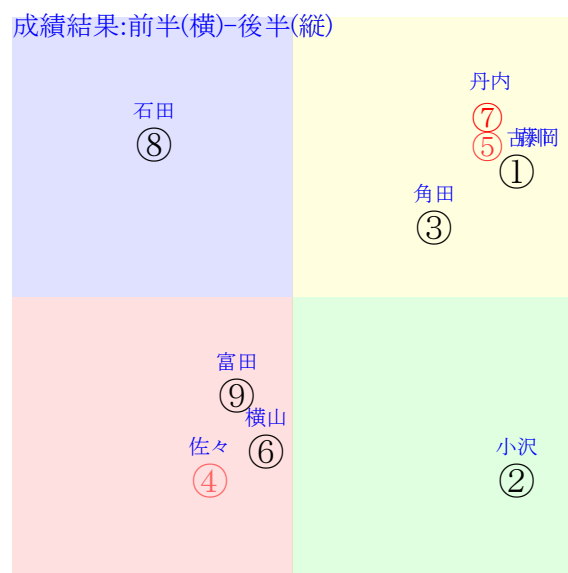 成績結果:前半(横)-後半(縦)
丹内
石田
⑦
⑧
⑤
①
角田
③
富田
⑨
横山
⑥
佐々
④
小沢
②